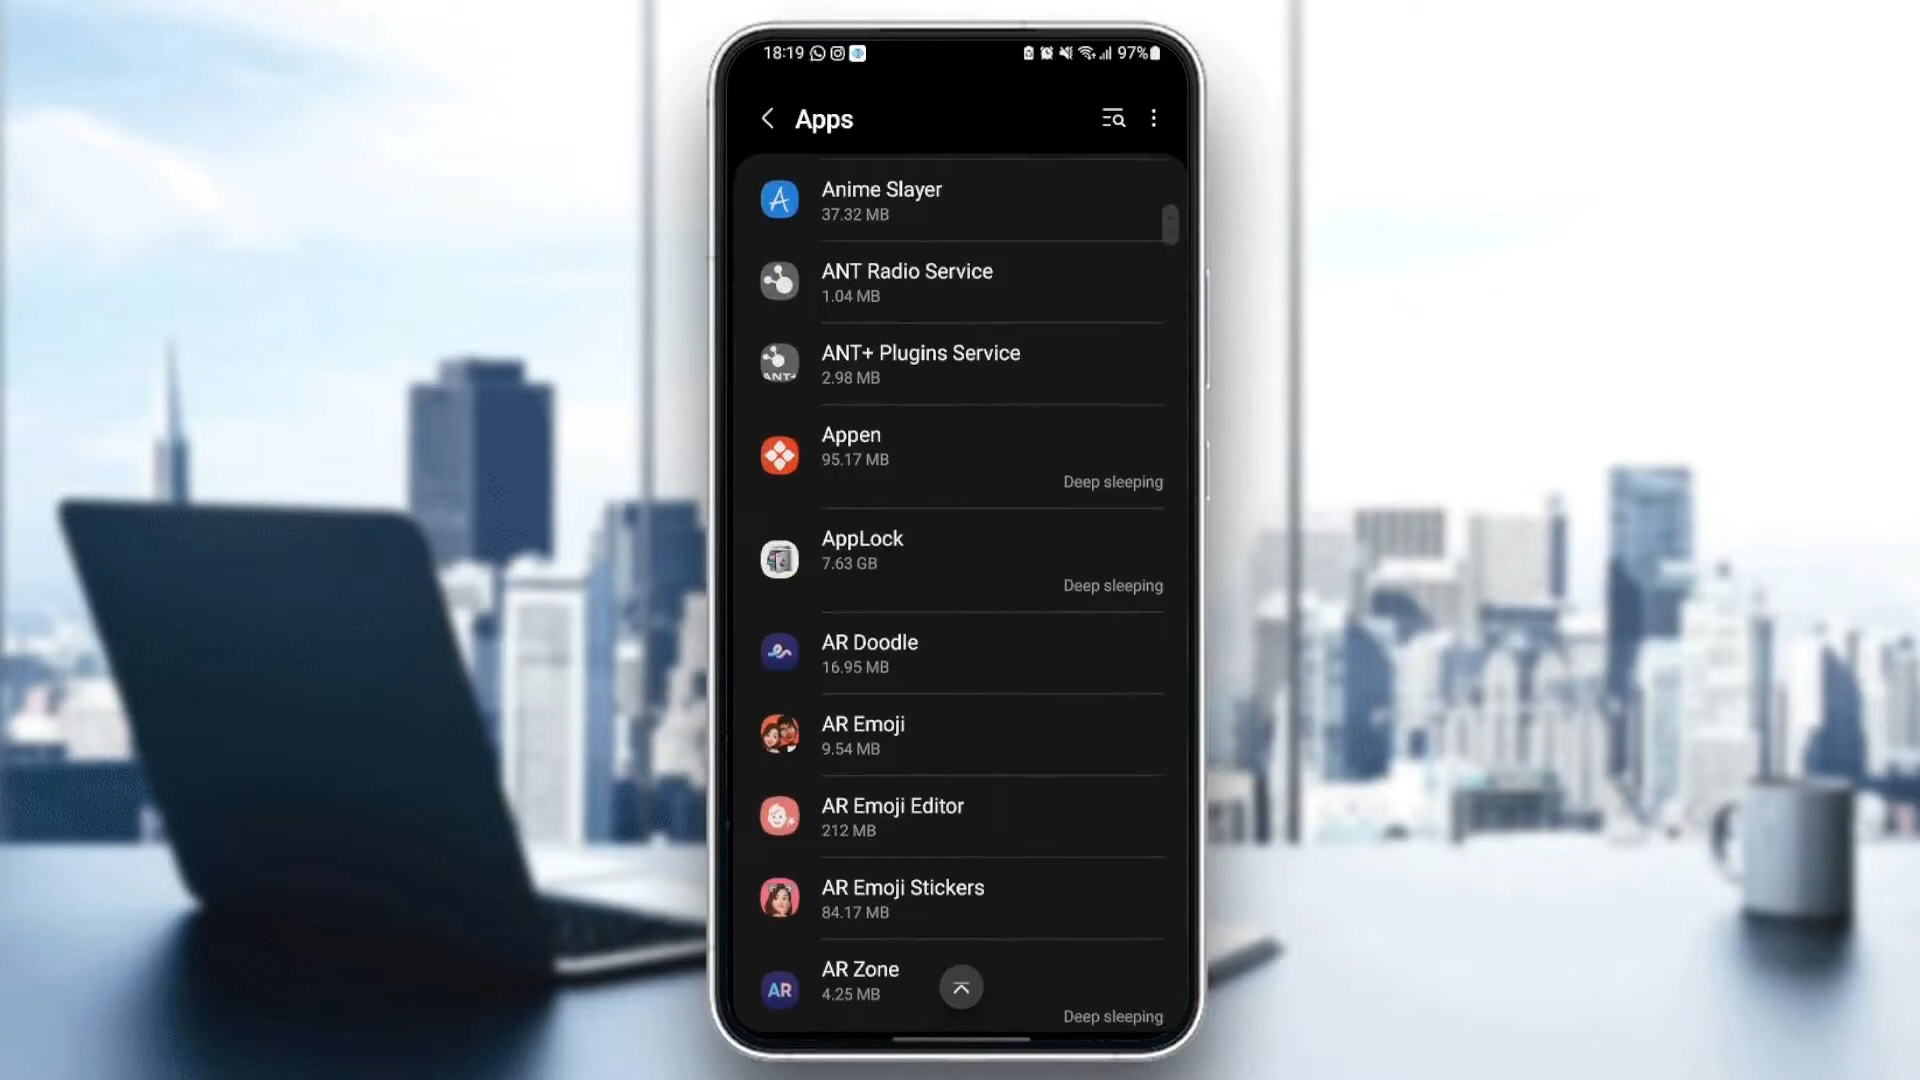 18:19
97%
Apps
Anime Slayer
37.32 MB
ANT Radio Service
1.04 MB
ANT+ Plugins Service
2.98 MB
ANT+
Appen
95.17 MB
Deep sleeping
AppLock
7.63 GB
Deep sleeping
AR Doodle
16.95 MB
AR Emoji
9.54 MB
AR Emoji Editor
212 MB
AR Emoji Stickers
84.17 MB
AR Zone
AR
4.25 MB
Deep sleeping